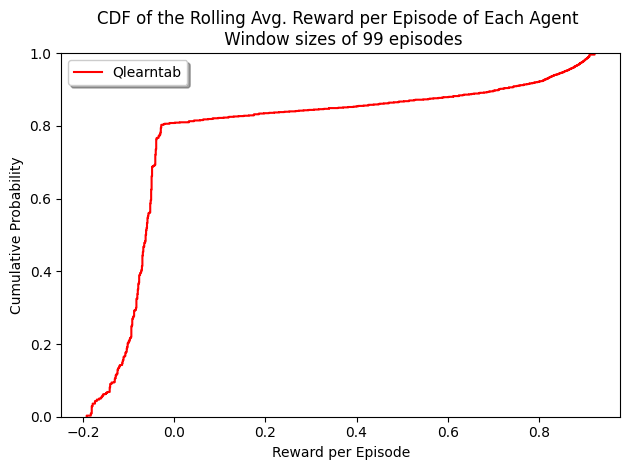 CDF of the Rolling Avg. Reward per Episode of Each Agent
Window sizes of 99 episodes
Qlearntab
1.0
0.8
0.6
0.4
0.2
0.0
Cumulative Probability
−0.2 0.0 0.2 0.4 0.6 0.8
Reward per Episode